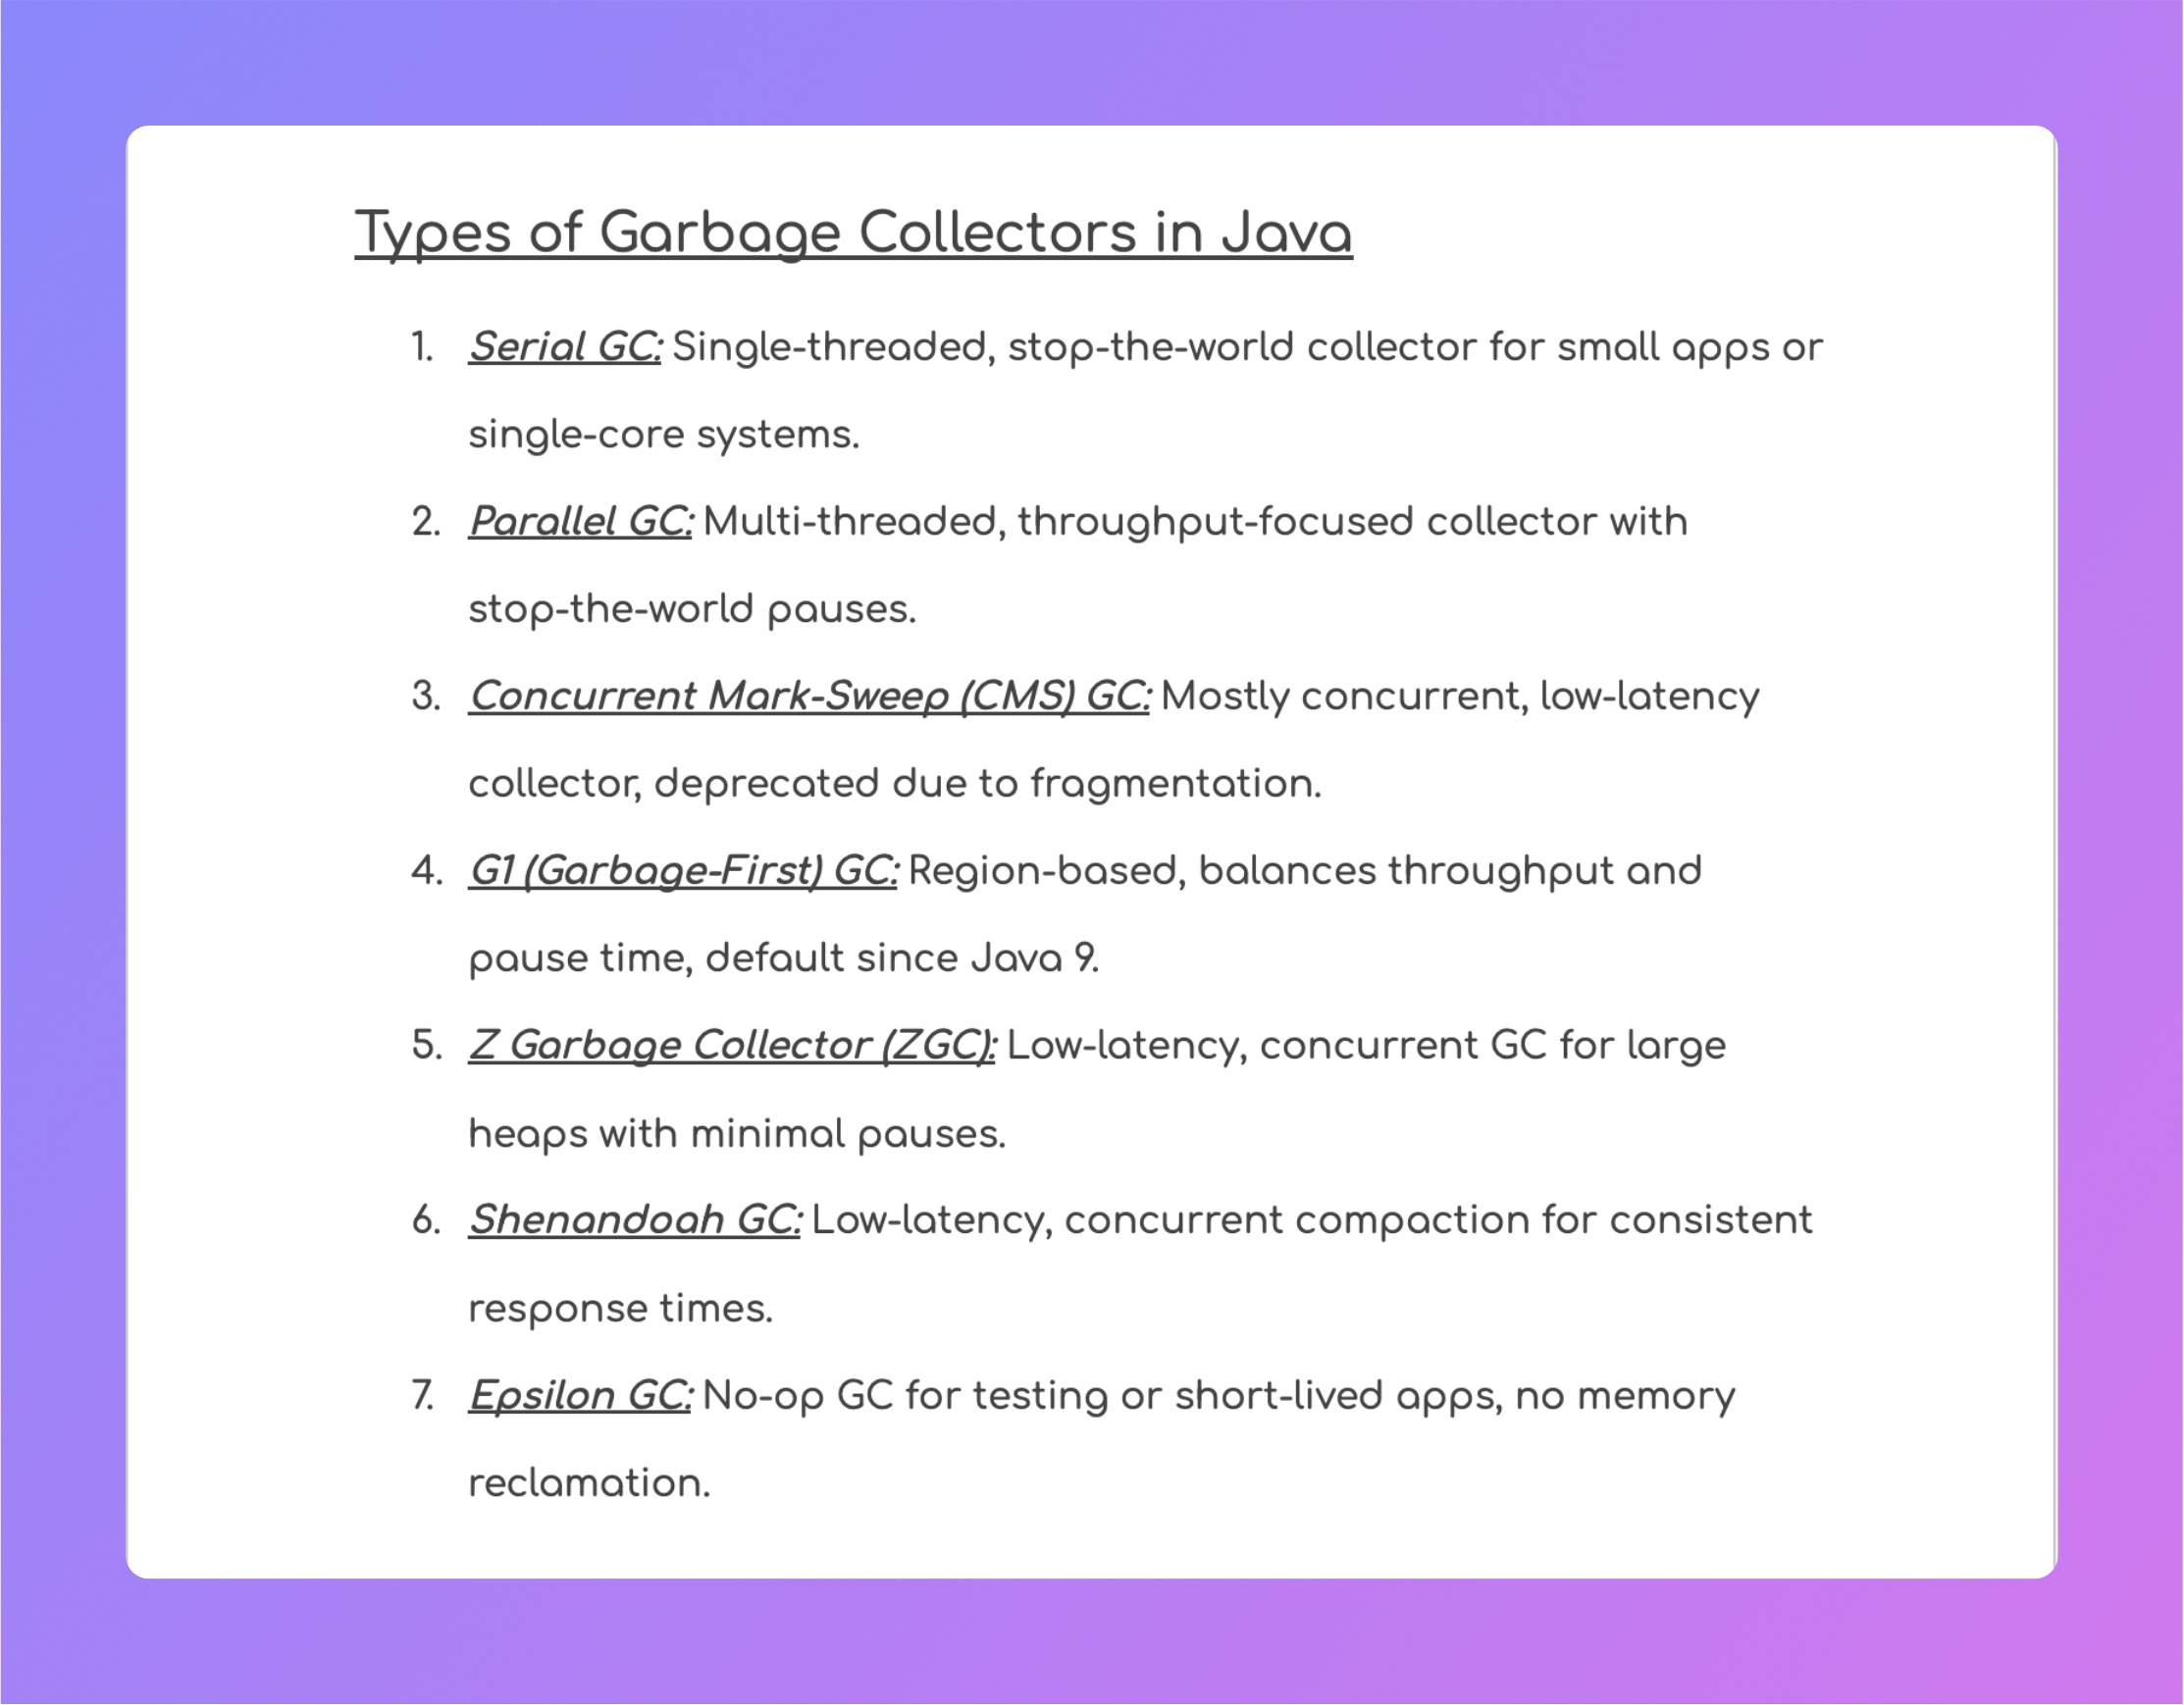 Types of Garbage Collectors in Java
1. Serial GC: Single-threaded, stop-the-world collector for small apps or
single-core systems.
2. Parallel GC: Multi-threaded, throughput-focused collector with
stop-the-world pauses.
3. Concurrent Mark-Sweep (CMS) GC: Mostly concurrent, low-latency
collector, deprecated due to fragmentation.
4. G1 (Garbage-First) GC: Region-based, balances throughput and
pause time, default since Java 9.
5. Z Garbage Collector (ZGC): Low-latency, concurrent GC for large
heaps with minimal pauses.
6. Shenandoah GC: Low-latency, concurrent compaction for consistent
response times.
7. Epsilon GC: No-op GC for testing or short-lived apps, no memory
reclamation.